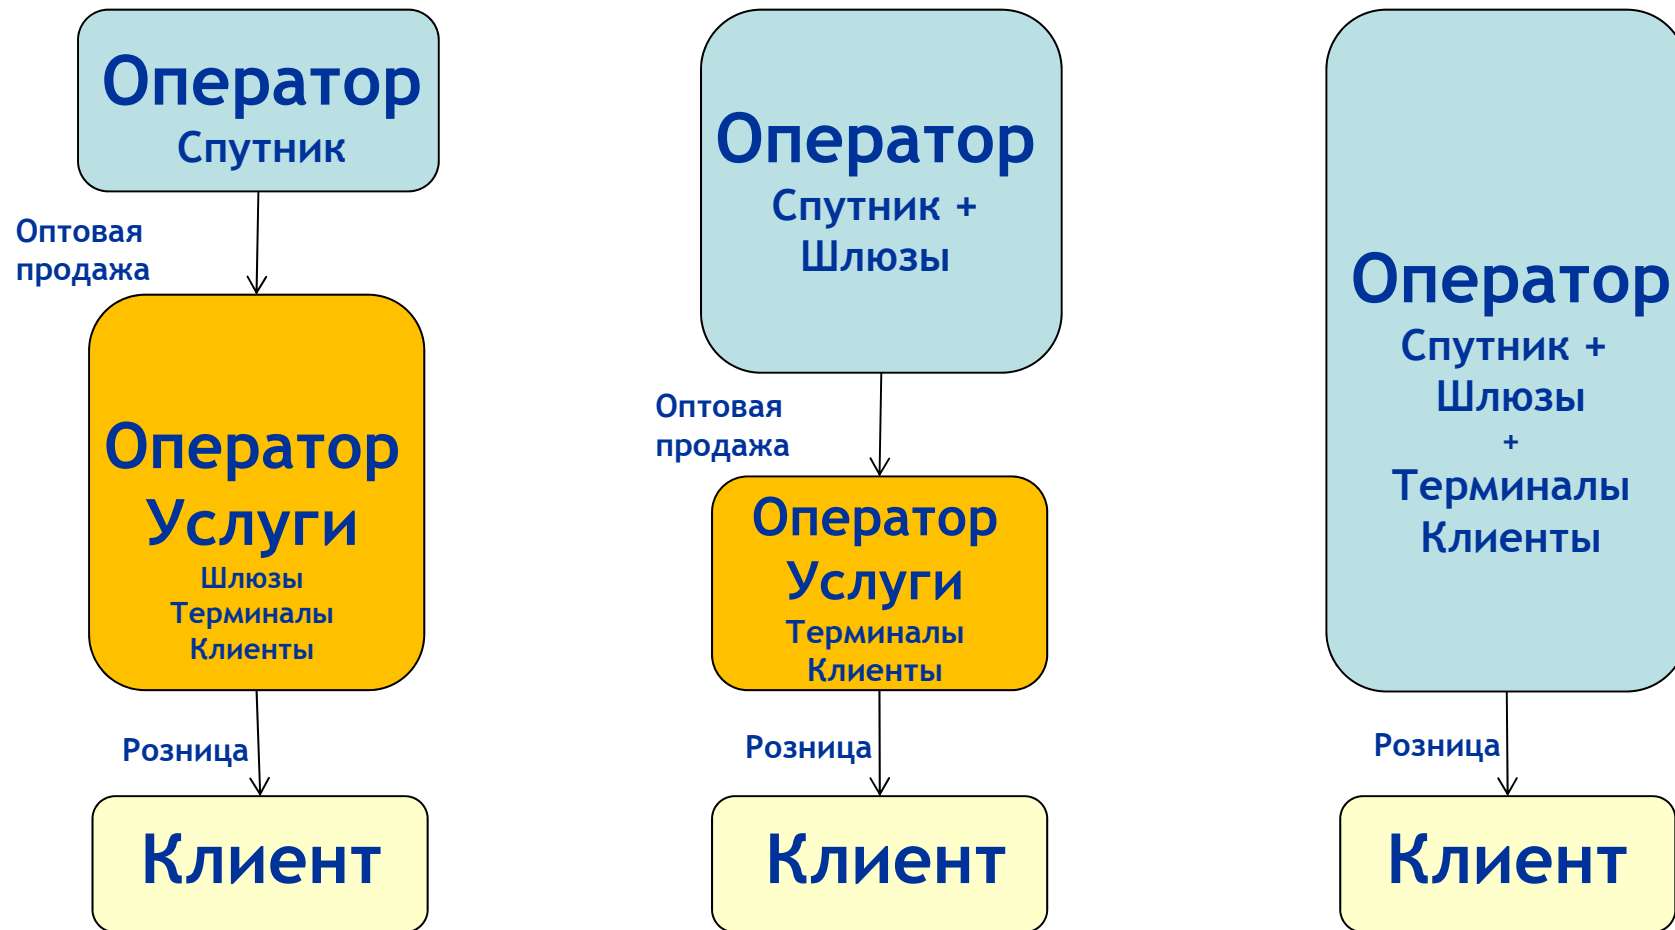 Оператор
Спутник
Оптовая
продажа
Оператор
Услуги
Шлюзы
Терминалы
Клиенты
Розница
Клиент
Оператор
Спутник +
Шлюзы
Оптовая
продажа
Оператор
Услуги
Терминалы
Клиенты
Розница
Клиент
Оператор
Спутник +
Шлюзы
+
Терминалы
Клиенты
Розница
Клиент